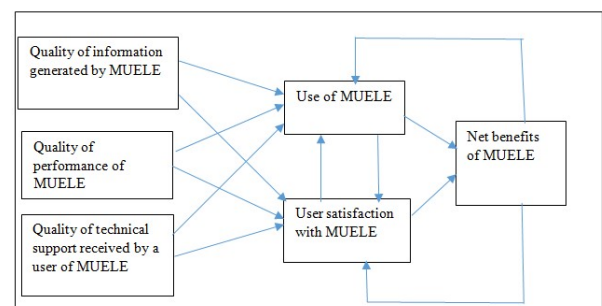 Quality of information
generated by MUELE
Use of MUELE
Net benefits
of MUELE
Quality of
performance of
MUELE
User satisfaction
with MUELE
Quality of technical
support received by a
user of MUELE